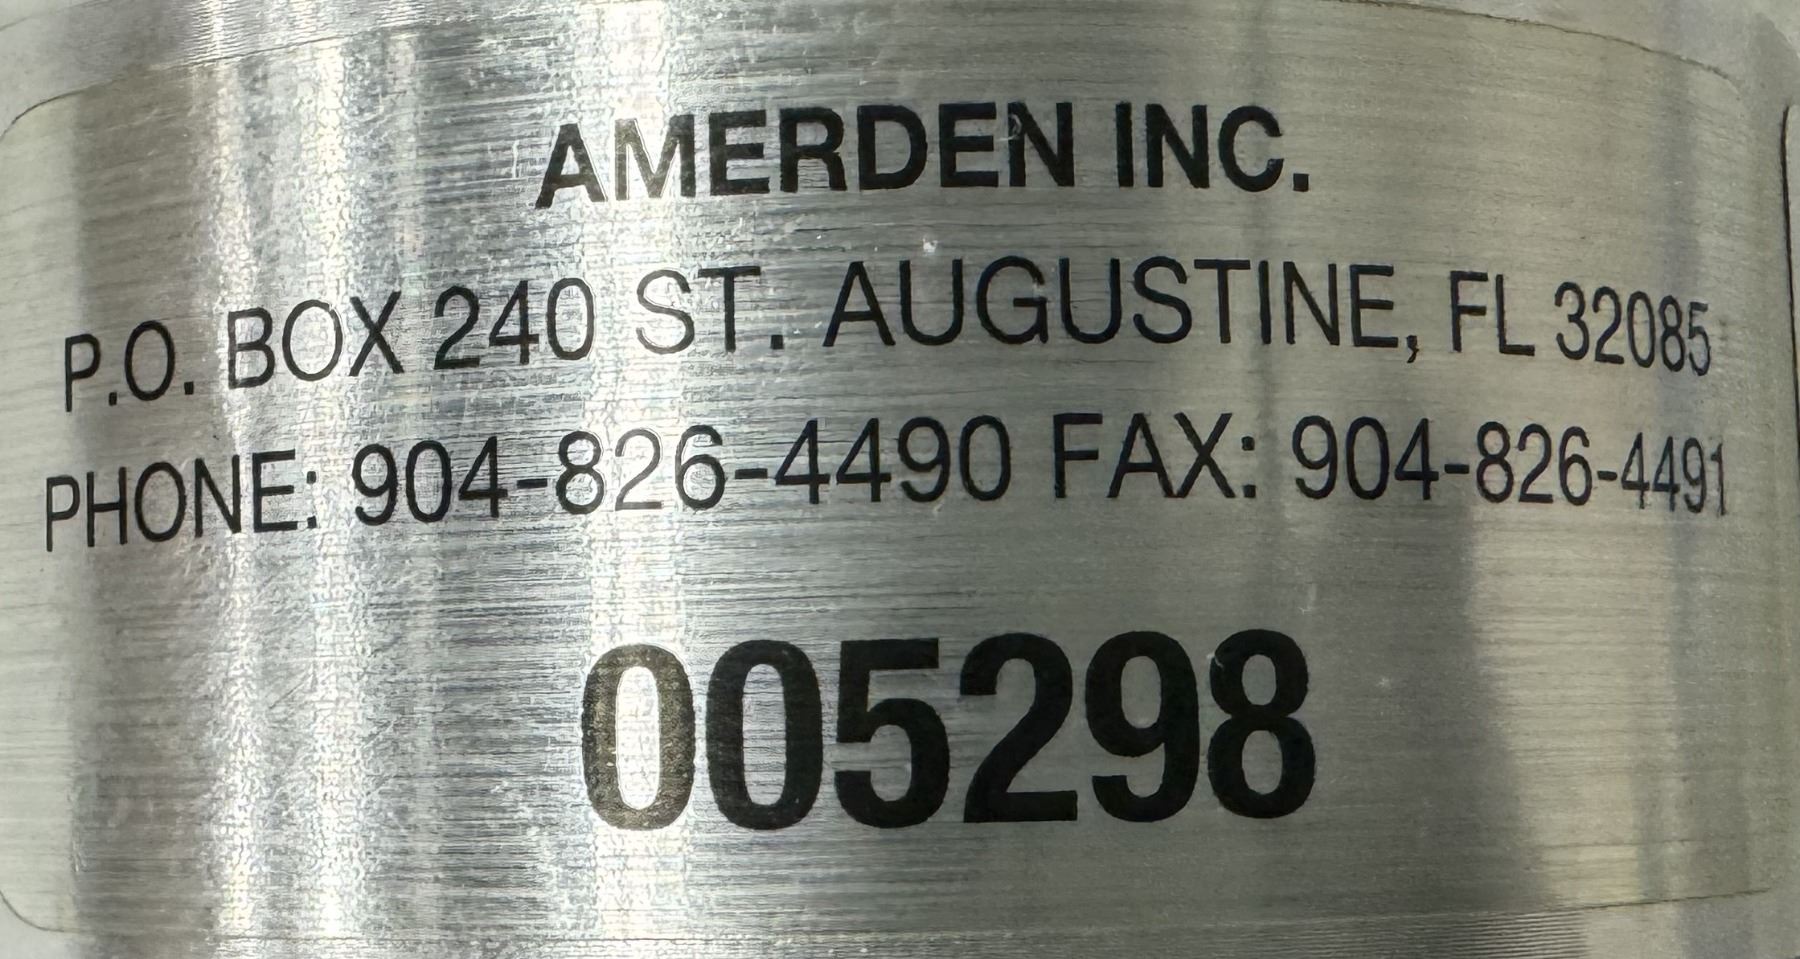 AMERDEN INC.
P.O. BOX 240 ST. AUGUSTINE, FL 32085
PHONE: 904-826-4490 FAX: 904-826-4491
005298